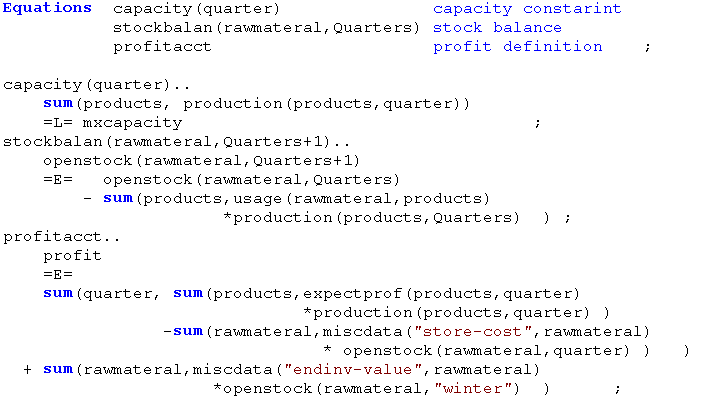 Equations capacity(quarter) capacity constarint
stockbalan(rawmateral,Quarters) stock balance
profitacct profit definition ;
capacity(quarter)..
sum(products, production(products,quarter))
=L= mxcapacity ;
stockbalan(rawmateral,Quarters+1)..
openstock(rawmateral,Quarters+1)
=E= openstock(rawmateral,Quarters)
- sum(products,usage(rawmateral,products)
*production(products,Quarters) ) ;
profitacct..
profit
=E=
sum(quarter, sum(products,expectprof(products,quarter)
*production(products,quarter) )
-sum(rawmateral,miscdata("store-cost",rawmateral)
* openstock(rawmateral,quarter) ) )
+ sum(rawmateral,miscdata("endinv-value",rawmateral)
*openstock(rawmateral,"winter") ) ;